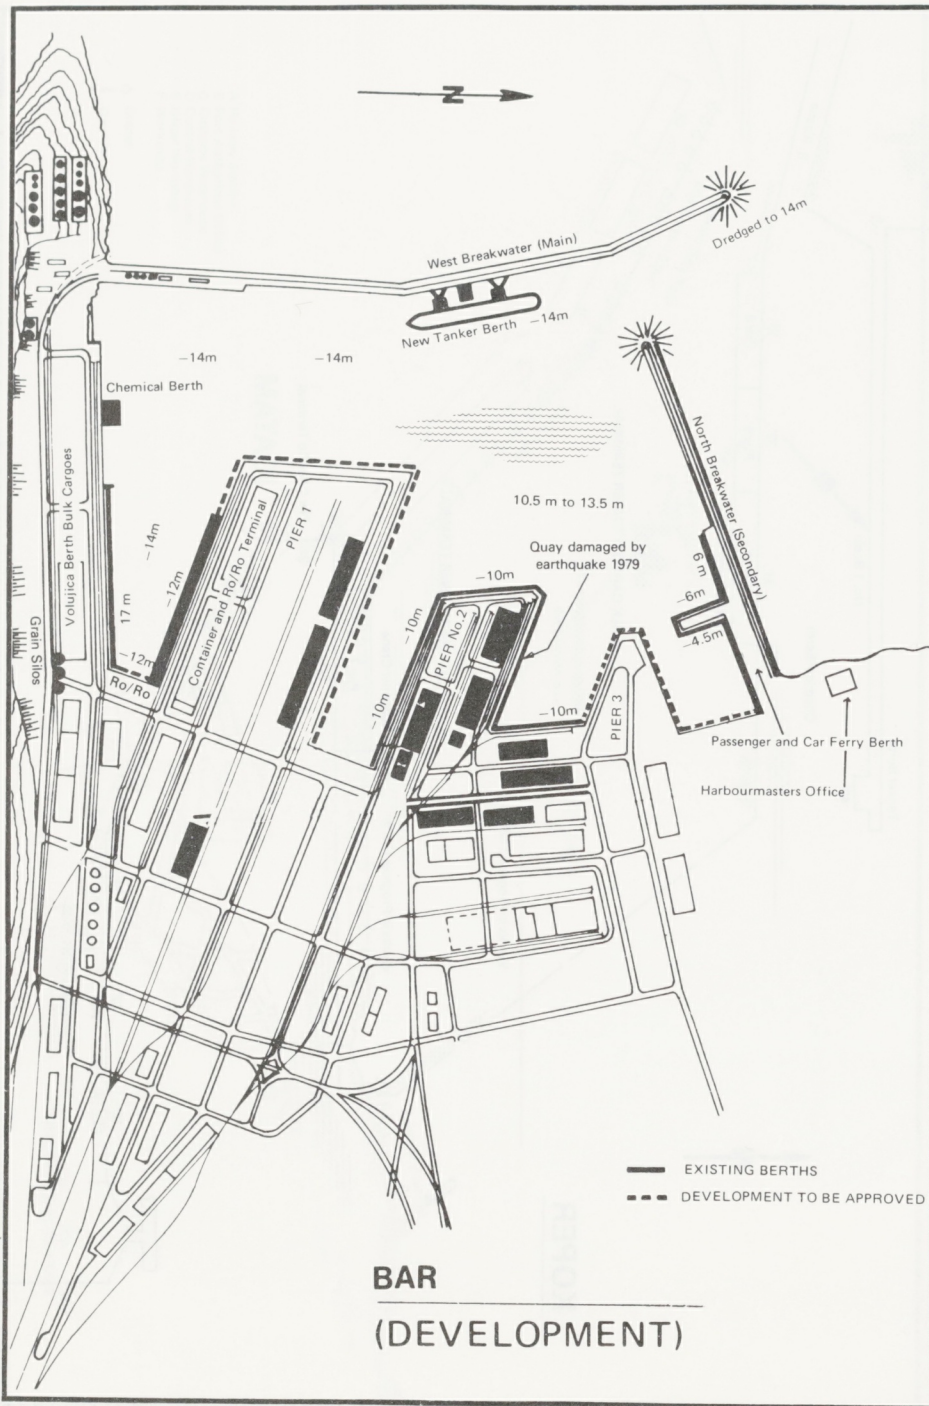 N
Dredged to 14m
West Breakwater (Main)
New Tanker Berth −14m
−14m
−14m
Chemical Berth
North Breakwater (Secondary)
Volujica Berth Bulk Cargoes
Container and Ro/Ro Terminal
PIER 1
10.5 m to 13.5 m
−14m
Quay damaged by
earthquake 1979
−12m
17 m
6 m
−10m
−6m
−10m
PIER No.2
−4.5m
Grain Silos
−12m
Ro/Ro
−10m
−10m
PIER 3
Passenger and Car Ferry Berth
Harbourmasters Office
EXISTING BERTHS
DEVELOPMENT TO BE APPROVED
KOPER
BAR
(DEVELOPMENT)